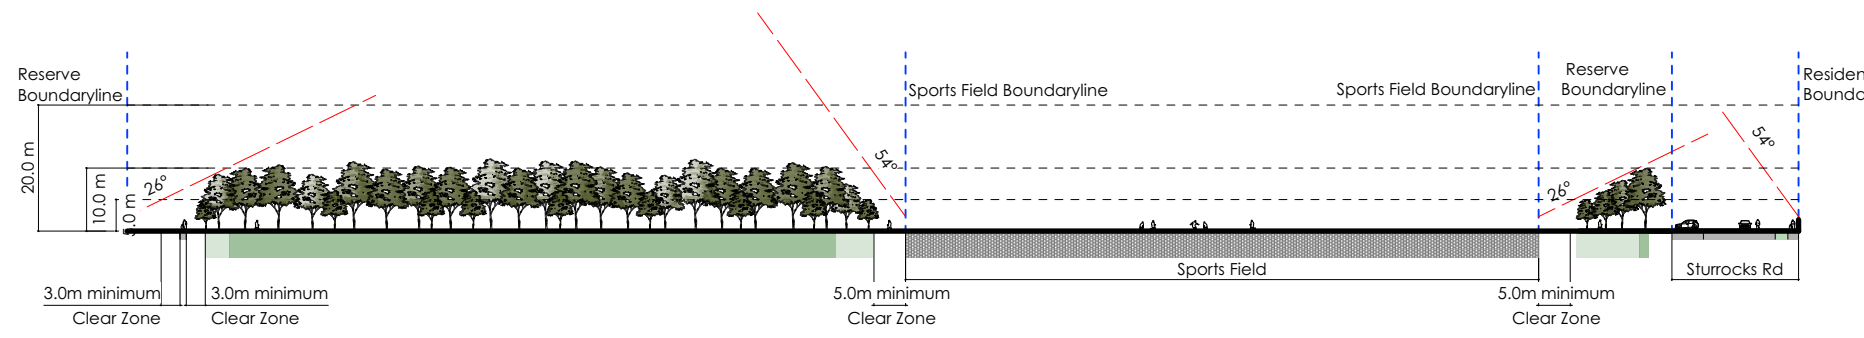 Reserve
Boundaryline
Sports Field Boundaryline
Sports Field Boundaryline
Reserve
Boundaryline
20.0 m
10.0 m
26°
54°
26°
54°
Sports Field
Sturrocks Rd
3.0m minimum
Clear Zone
3.0m minimum
Clear Zone
5.0m minimum
Clear Zone
5.0m minimum
Clear Zone